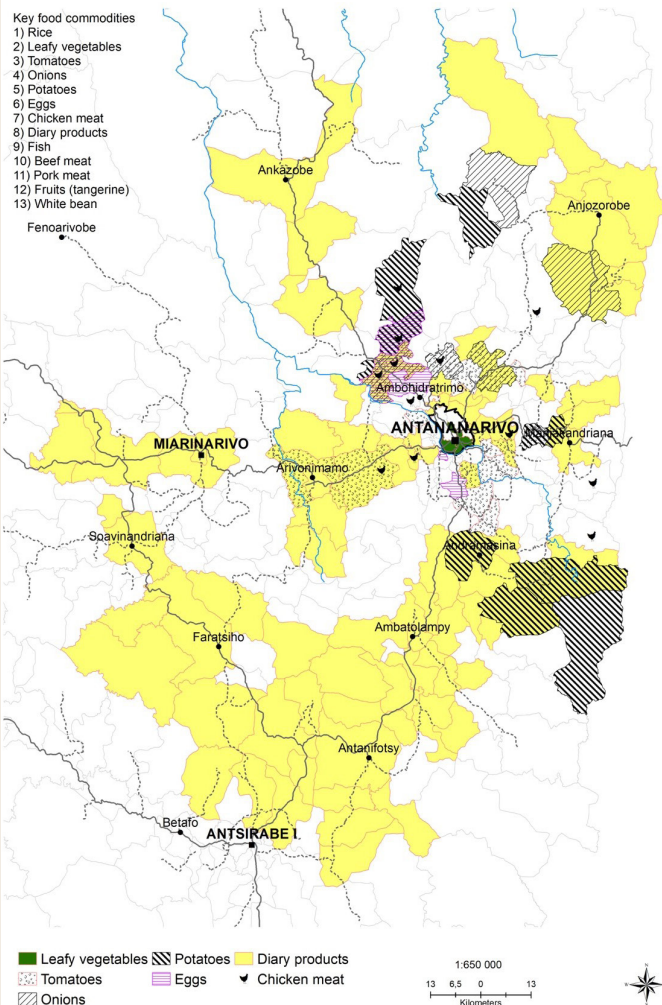 Key food commodities
1) Rice
2) Leafy vegetables
3) Tomatoes
4) Onions
5) Potatoes
6) Eggs
7) Chicken meat
8) Diary products
9) Fish
10) Beef meat
11) Pork meat
12) Fruits (tangerine)
13) White bean
Ankazobe
Anjozorobe
Fenoarivobe
Ambohidratrimo
ANTANANARIVO
Manjakandriana
MIARINARIVO
Arivonimamo
Soavinandriana
Andramasina
Faratsiho
Ambatolampy
Antanifotsy
Betafo
ANTSIRABE I
Leafy vegetables Potatoes Diary products
Tomatoes Eggs Chicken meat
Onions
1:650 000
13 6,5 0 13
Kilometers
N
W E
S